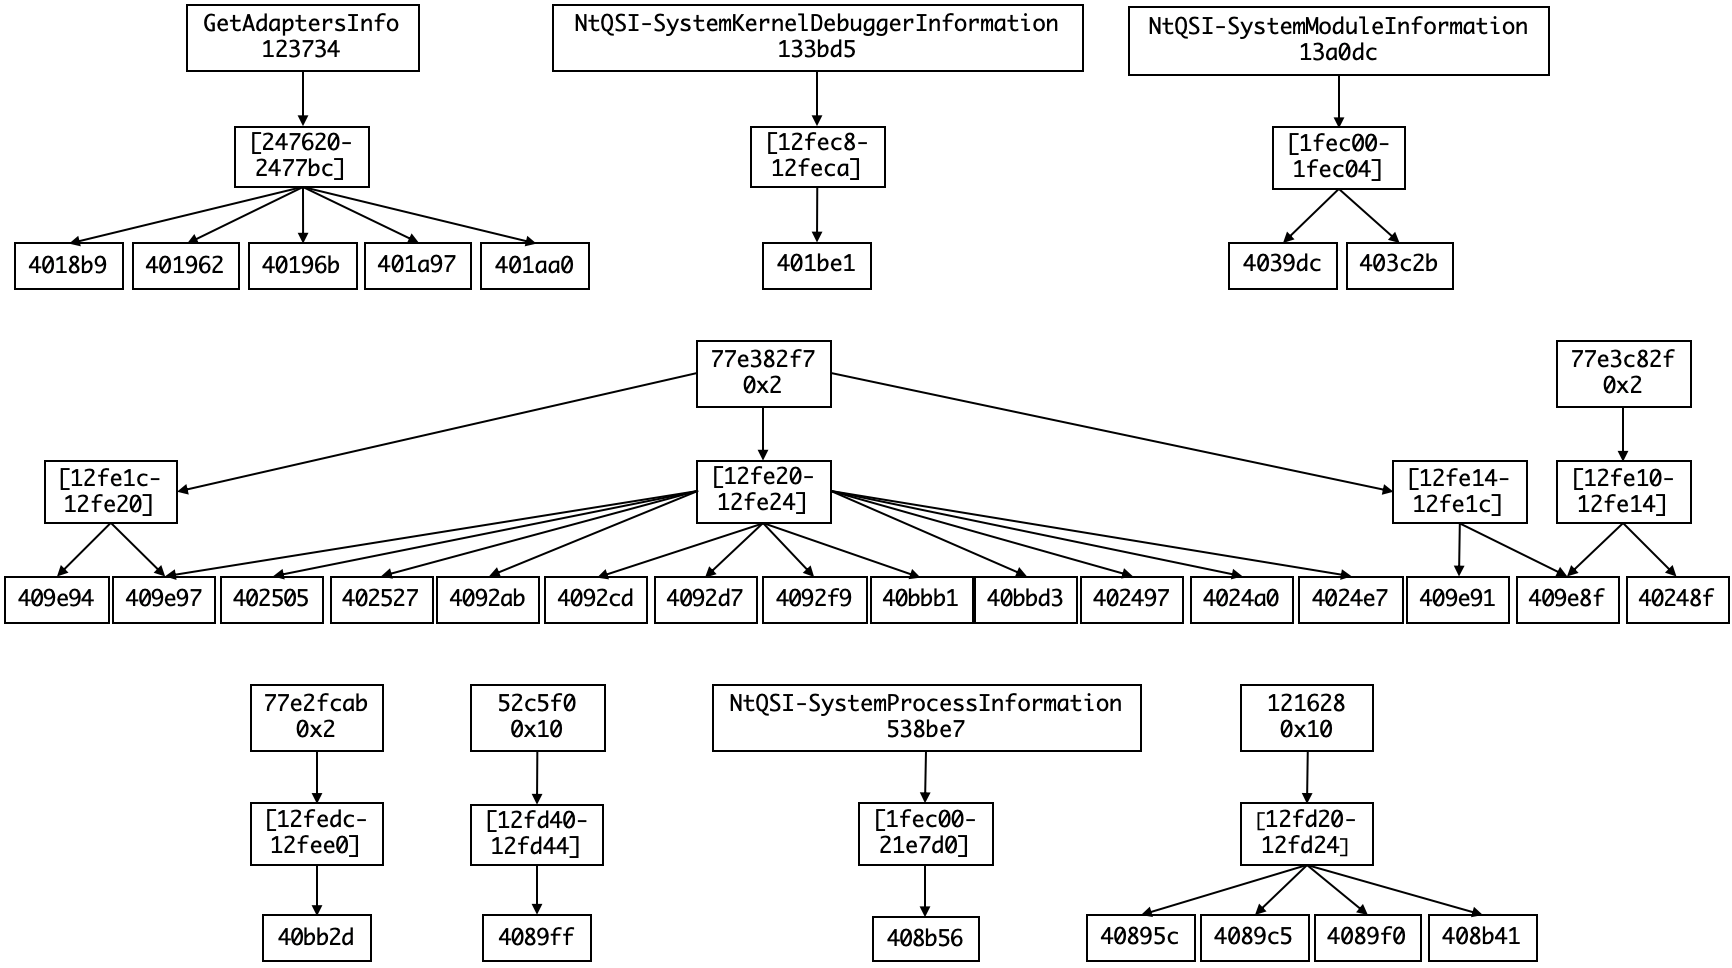 GetAdaptersInfo
123734
NtQSI-SystemKernelDebuggerInformation
133bd5
NtQSI-SystemModuleInformation
13a0dc
[247620-
2477bc]
[12fec8-
12feca]
[1fec00-
1fec04]
4018b9
401962
40196b
401a97
401aa0
401be1
4039dc
403c2b
77e382f7
0x2
77e3c82f
0x2
[12fe1c-
12fe20]
[12fe20-
12fe24]
[12fe14-
12fe1c]
[12fe10-
12fe14]
409e94
409e97
402505
402527
4092ab
4092cd
4092d7
4092f9
40bbb1
40bbd3
402497
4024a0
4024e7
409e91
409e8f
40248f
77e2fcab
0x2
52c5f0
0x10
NtQSI-SystemProcessInformation
538be7
121628
0x10
[12fedc-
12fee0]
[12fd40-
12fd44]
[1fec00-
21e7d0]
[12fd20-
12fd24]
40bb2d
4089ff
408b56
40895c
4089c5
4089f0
408b41